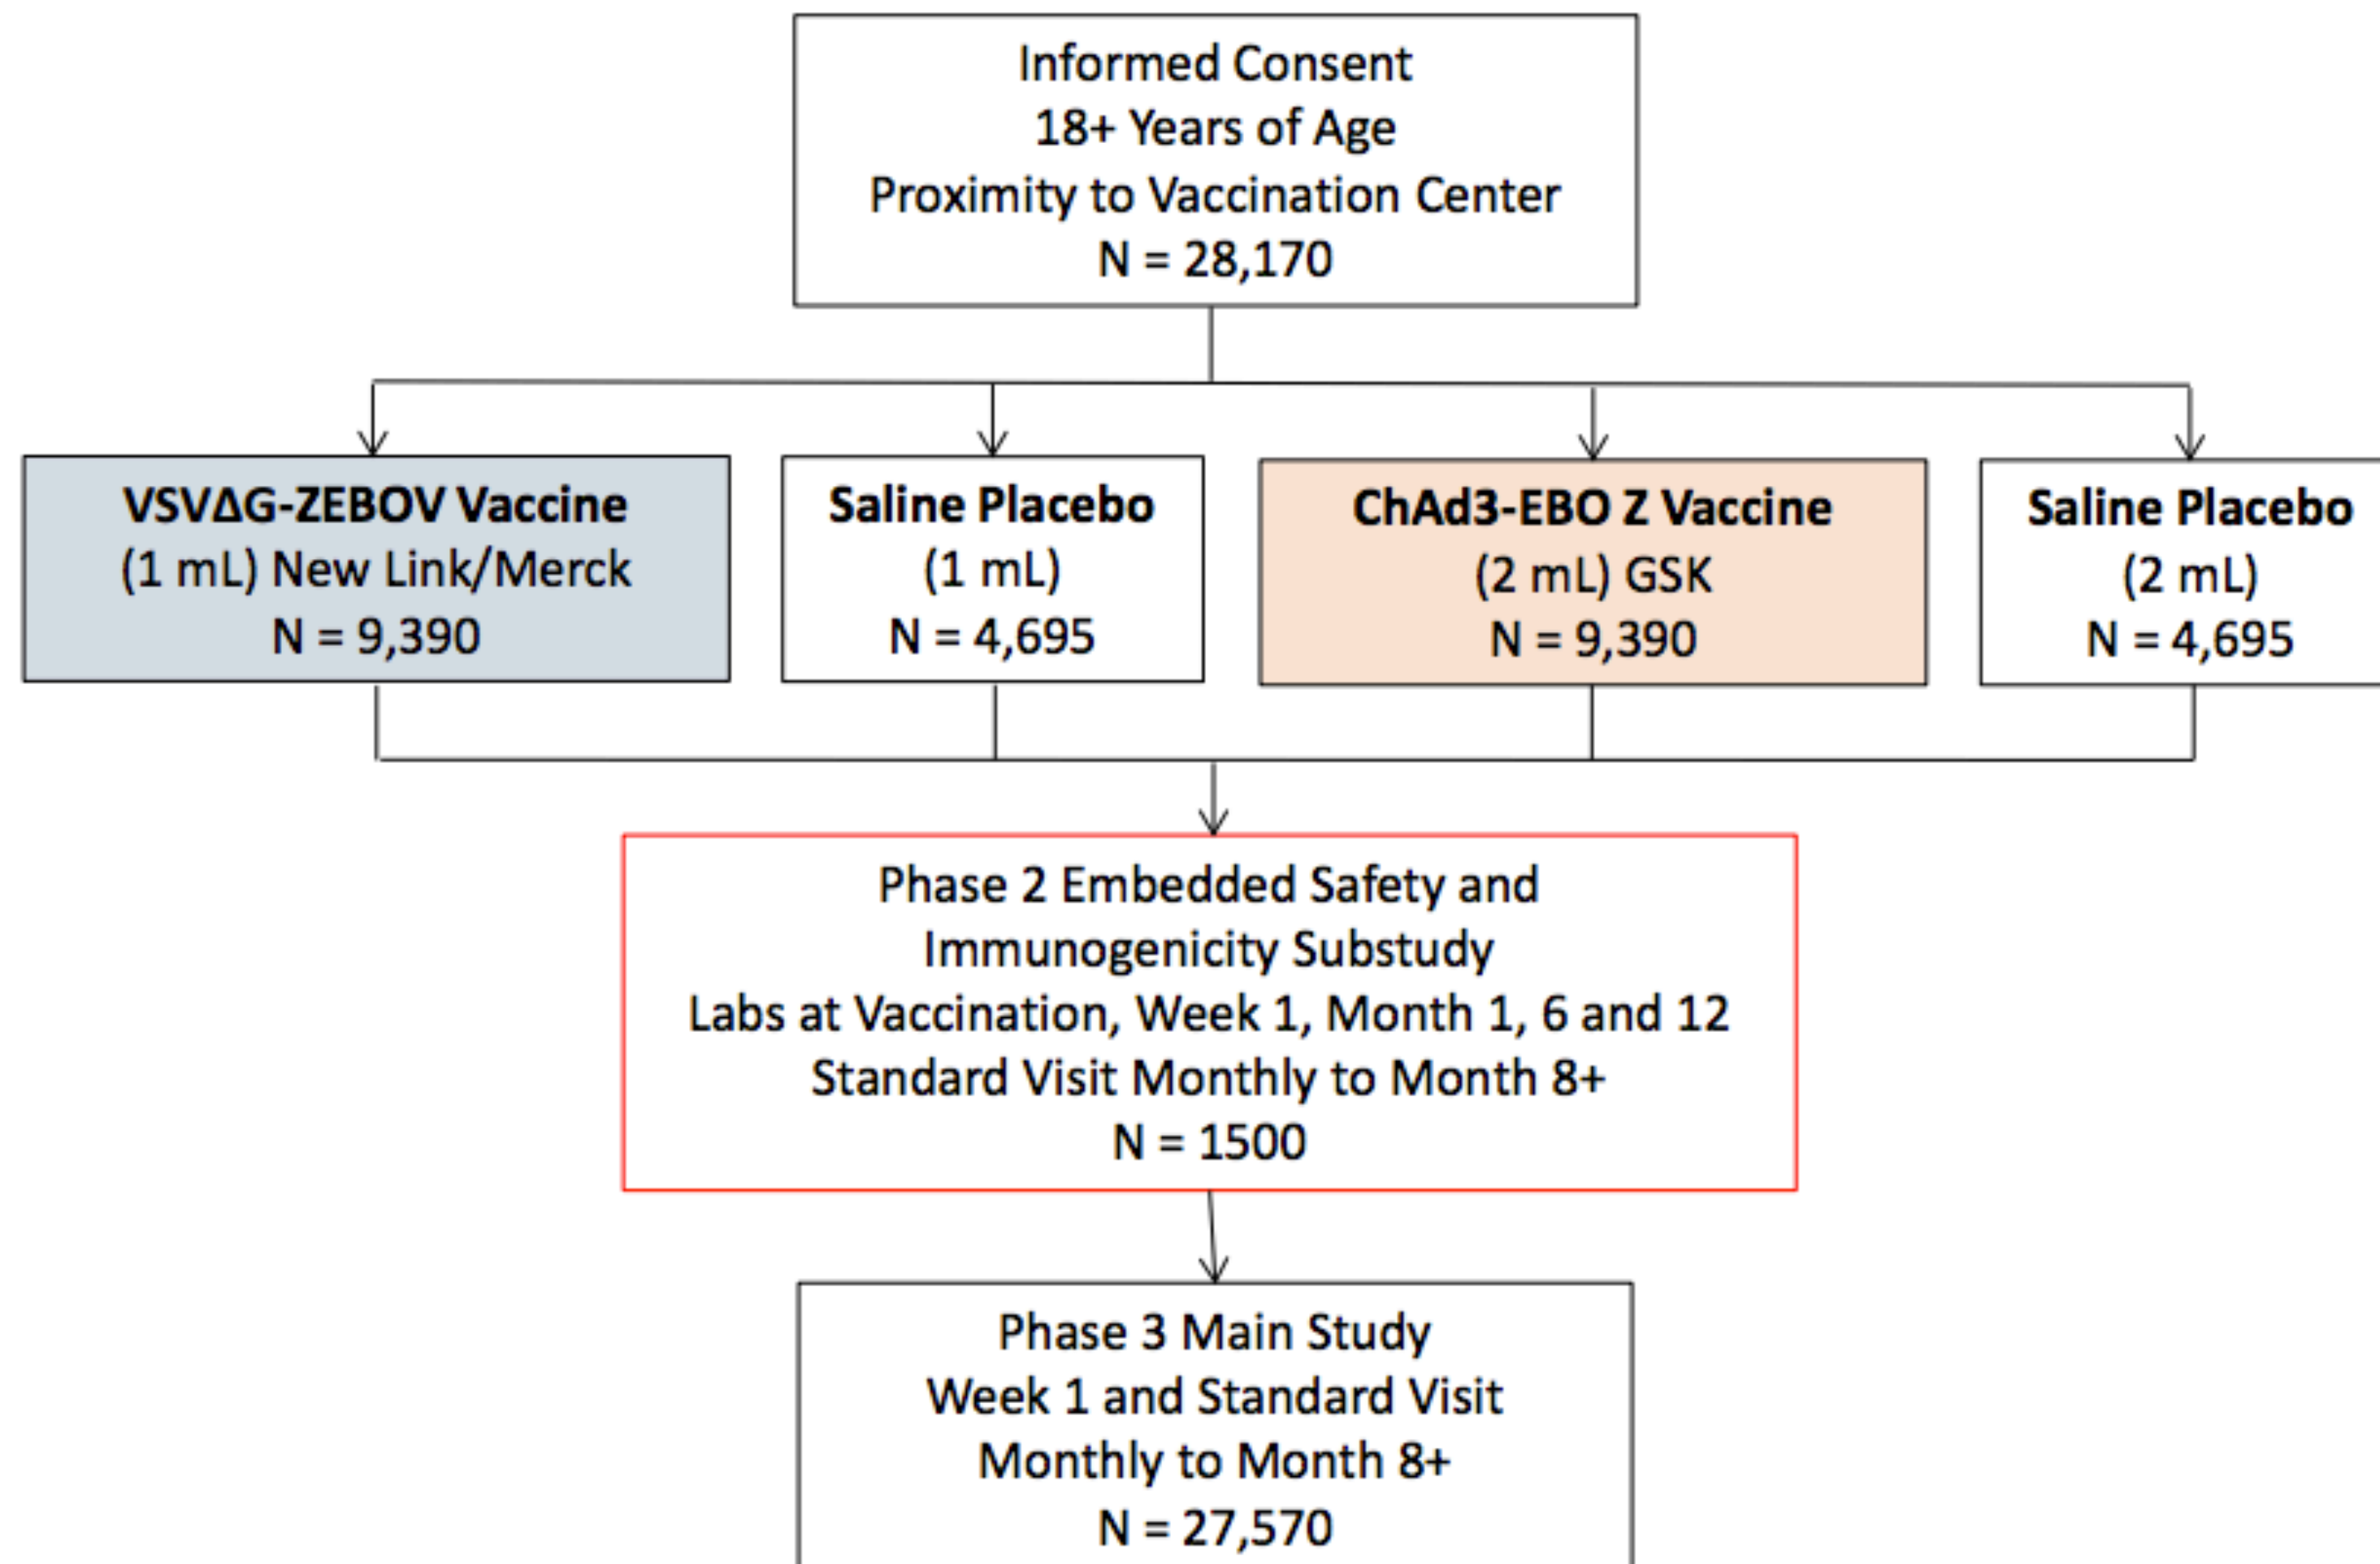 Informed Consent
18+ Years of Age
Proximity to Vaccination Center
N = 28,170
VSVΔG-ZEBOV Vaccine
(1 mL) New Link/Merck
N = 9,390
Saline Placebo
(1 mL)
N = 4,695
ChAd3-EBO Z Vaccine
(2 mL) GSK
N = 9,390
Saline Placebo
(2 mL)
N = 4,695
Phase 2 Embedded Safety and
Immunogenicity Substudy
Labs at Vaccination, Week 1, Month 1, 6 and 12
Standard Visit Monthly to Month 8+
N = 1500
Phase 3 Main Study
Week 1 and Standard Visit
Monthly to Month 8+
N = 27,570